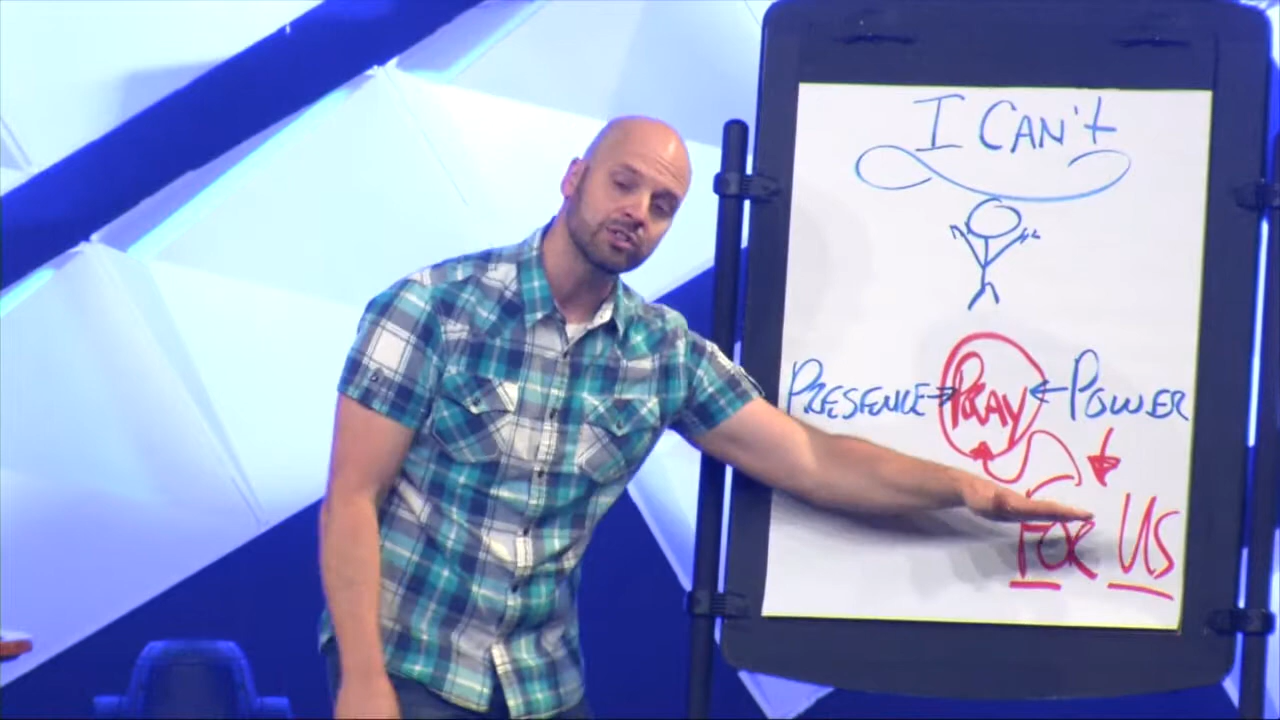 I CAN't
PRESENCE → PRAY ← POWER
FOR US